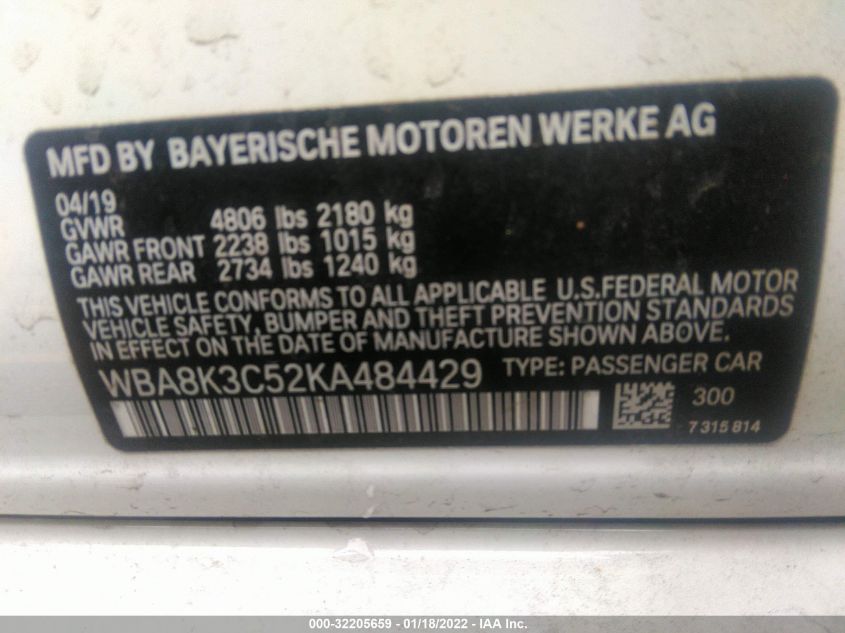 MFD BY BAYERISCHE MOTOREN WERKE AG
04/19
GVWR 4806 lbs 2180 kg
GAWR FRONT 2238 lbs 1015 kg
GAWR REAR 2734 lbs 1240 kg
THIS VEHICLE CONFORMS TO ALL APPLICABLE U.S.FEDERAL MOTOR
VEHICLE SAFETY, BUMPER AND THEFT PREVENTION STANDARDS
IN EFFECT ON THE DATE OF MANUFACTURE SHOWN ABOVE.
WBA8K3C52KA484429 TYPE: PASSENGER CAR
300
7 315 814
000-32205659 - 01/18/2022 - IAA Inc.